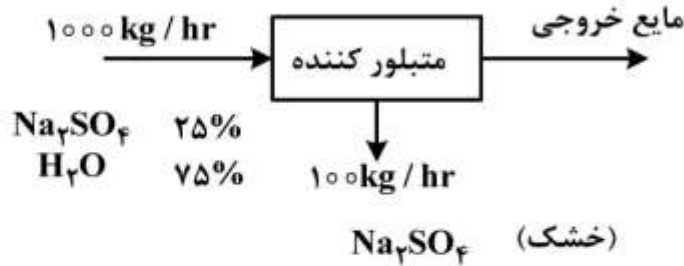 ۱۰۰۰ kg / hr
مایع خروجی
متبلور کننده
Na۲SO۴ ۲۵%
H۲O ۷۵%
۱۰۰kg / hr
Na۲SO۴ (خشک)